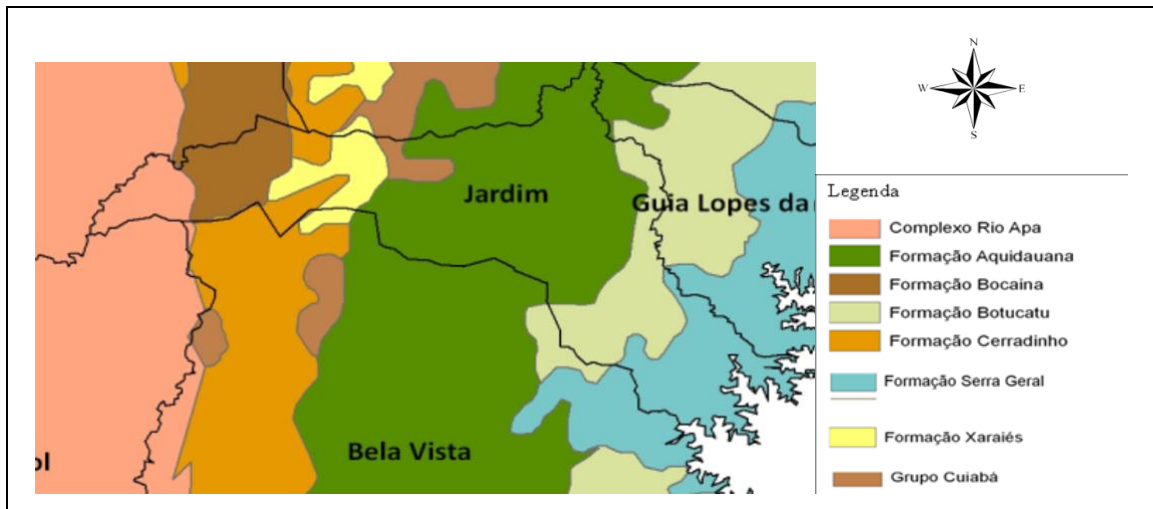 N
W E
S
Jardim
Guia Lopes da
Bela Vista
ol
Legenda
Complexo Rio Apa
Formação Aquidauana
Formação Bocaina
Formação Botucatu
Formação Cerradinho
Formação Serra Geral
Formação Xaraiés
Grupo Cuiabá